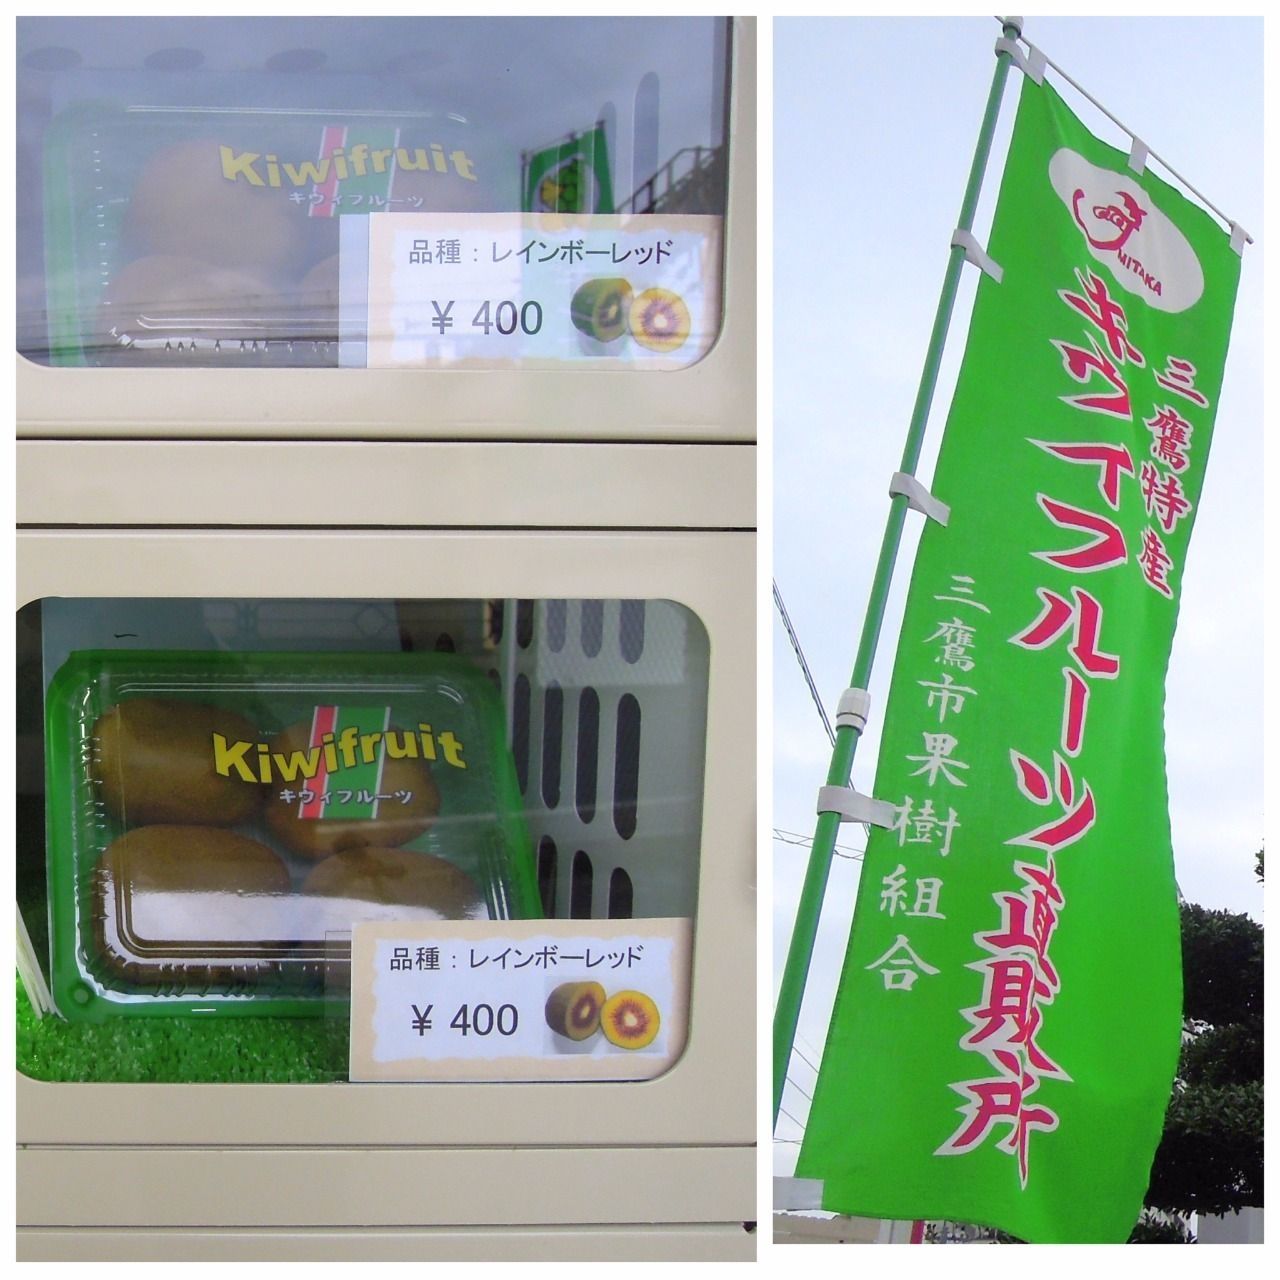 Kiwifruit
キウィフルーツ
品種：レインボーレッド
¥ 400
Kiwifruit
キウィフルーツ
品種：レインボーレッド
¥ 400
MITAKA
三鷹特産
キウイフルーツ直販所
三鷹市果樹組合